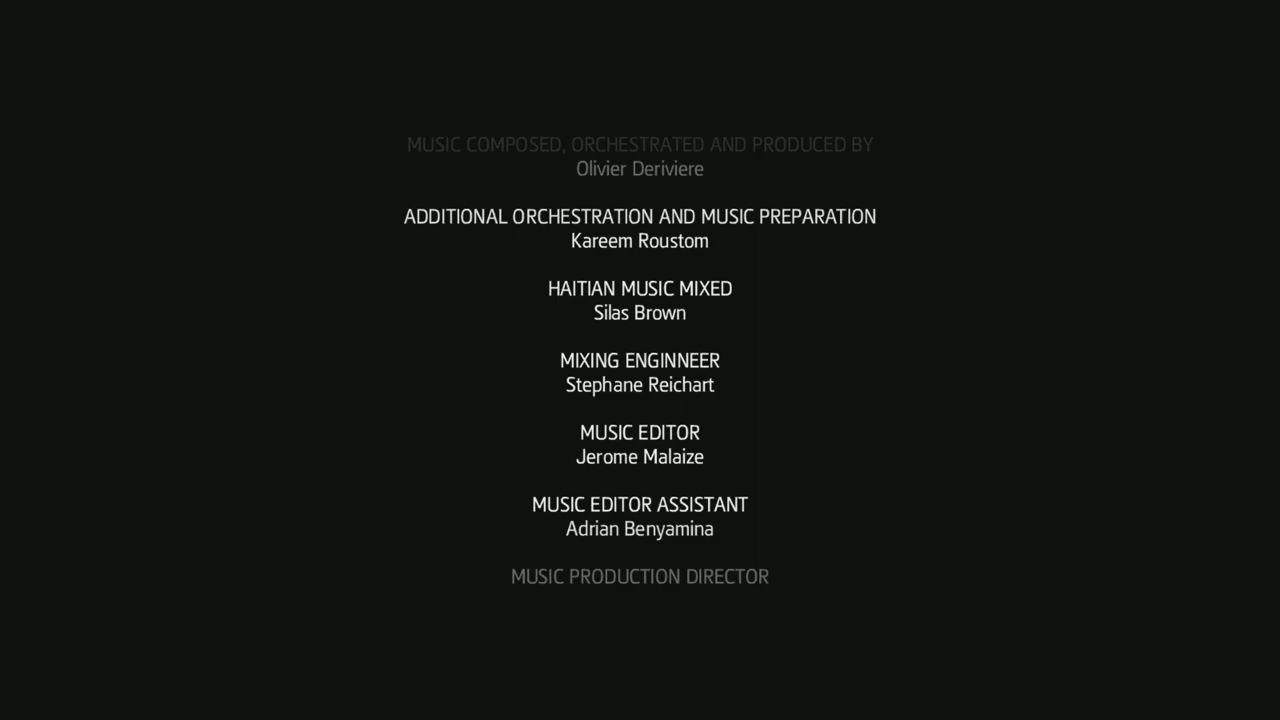 MUSIC COMPOSED, ORCHESTRATED AND PRODUCED BY
Olivier Deriviere
ADDITIONAL ORCHESTRATION AND MUSIC PREPARATION
Kareem Roustom
HAITIAN MUSIC MIXED
Silas Brown
MIXING ENGINNEER
Stephane Reichart
MUSIC EDITOR
Jerome Malaize
MUSIC EDITOR ASSISTANT
Adrian Benyamina
MUSIC PRODUCTION DIRECTOR